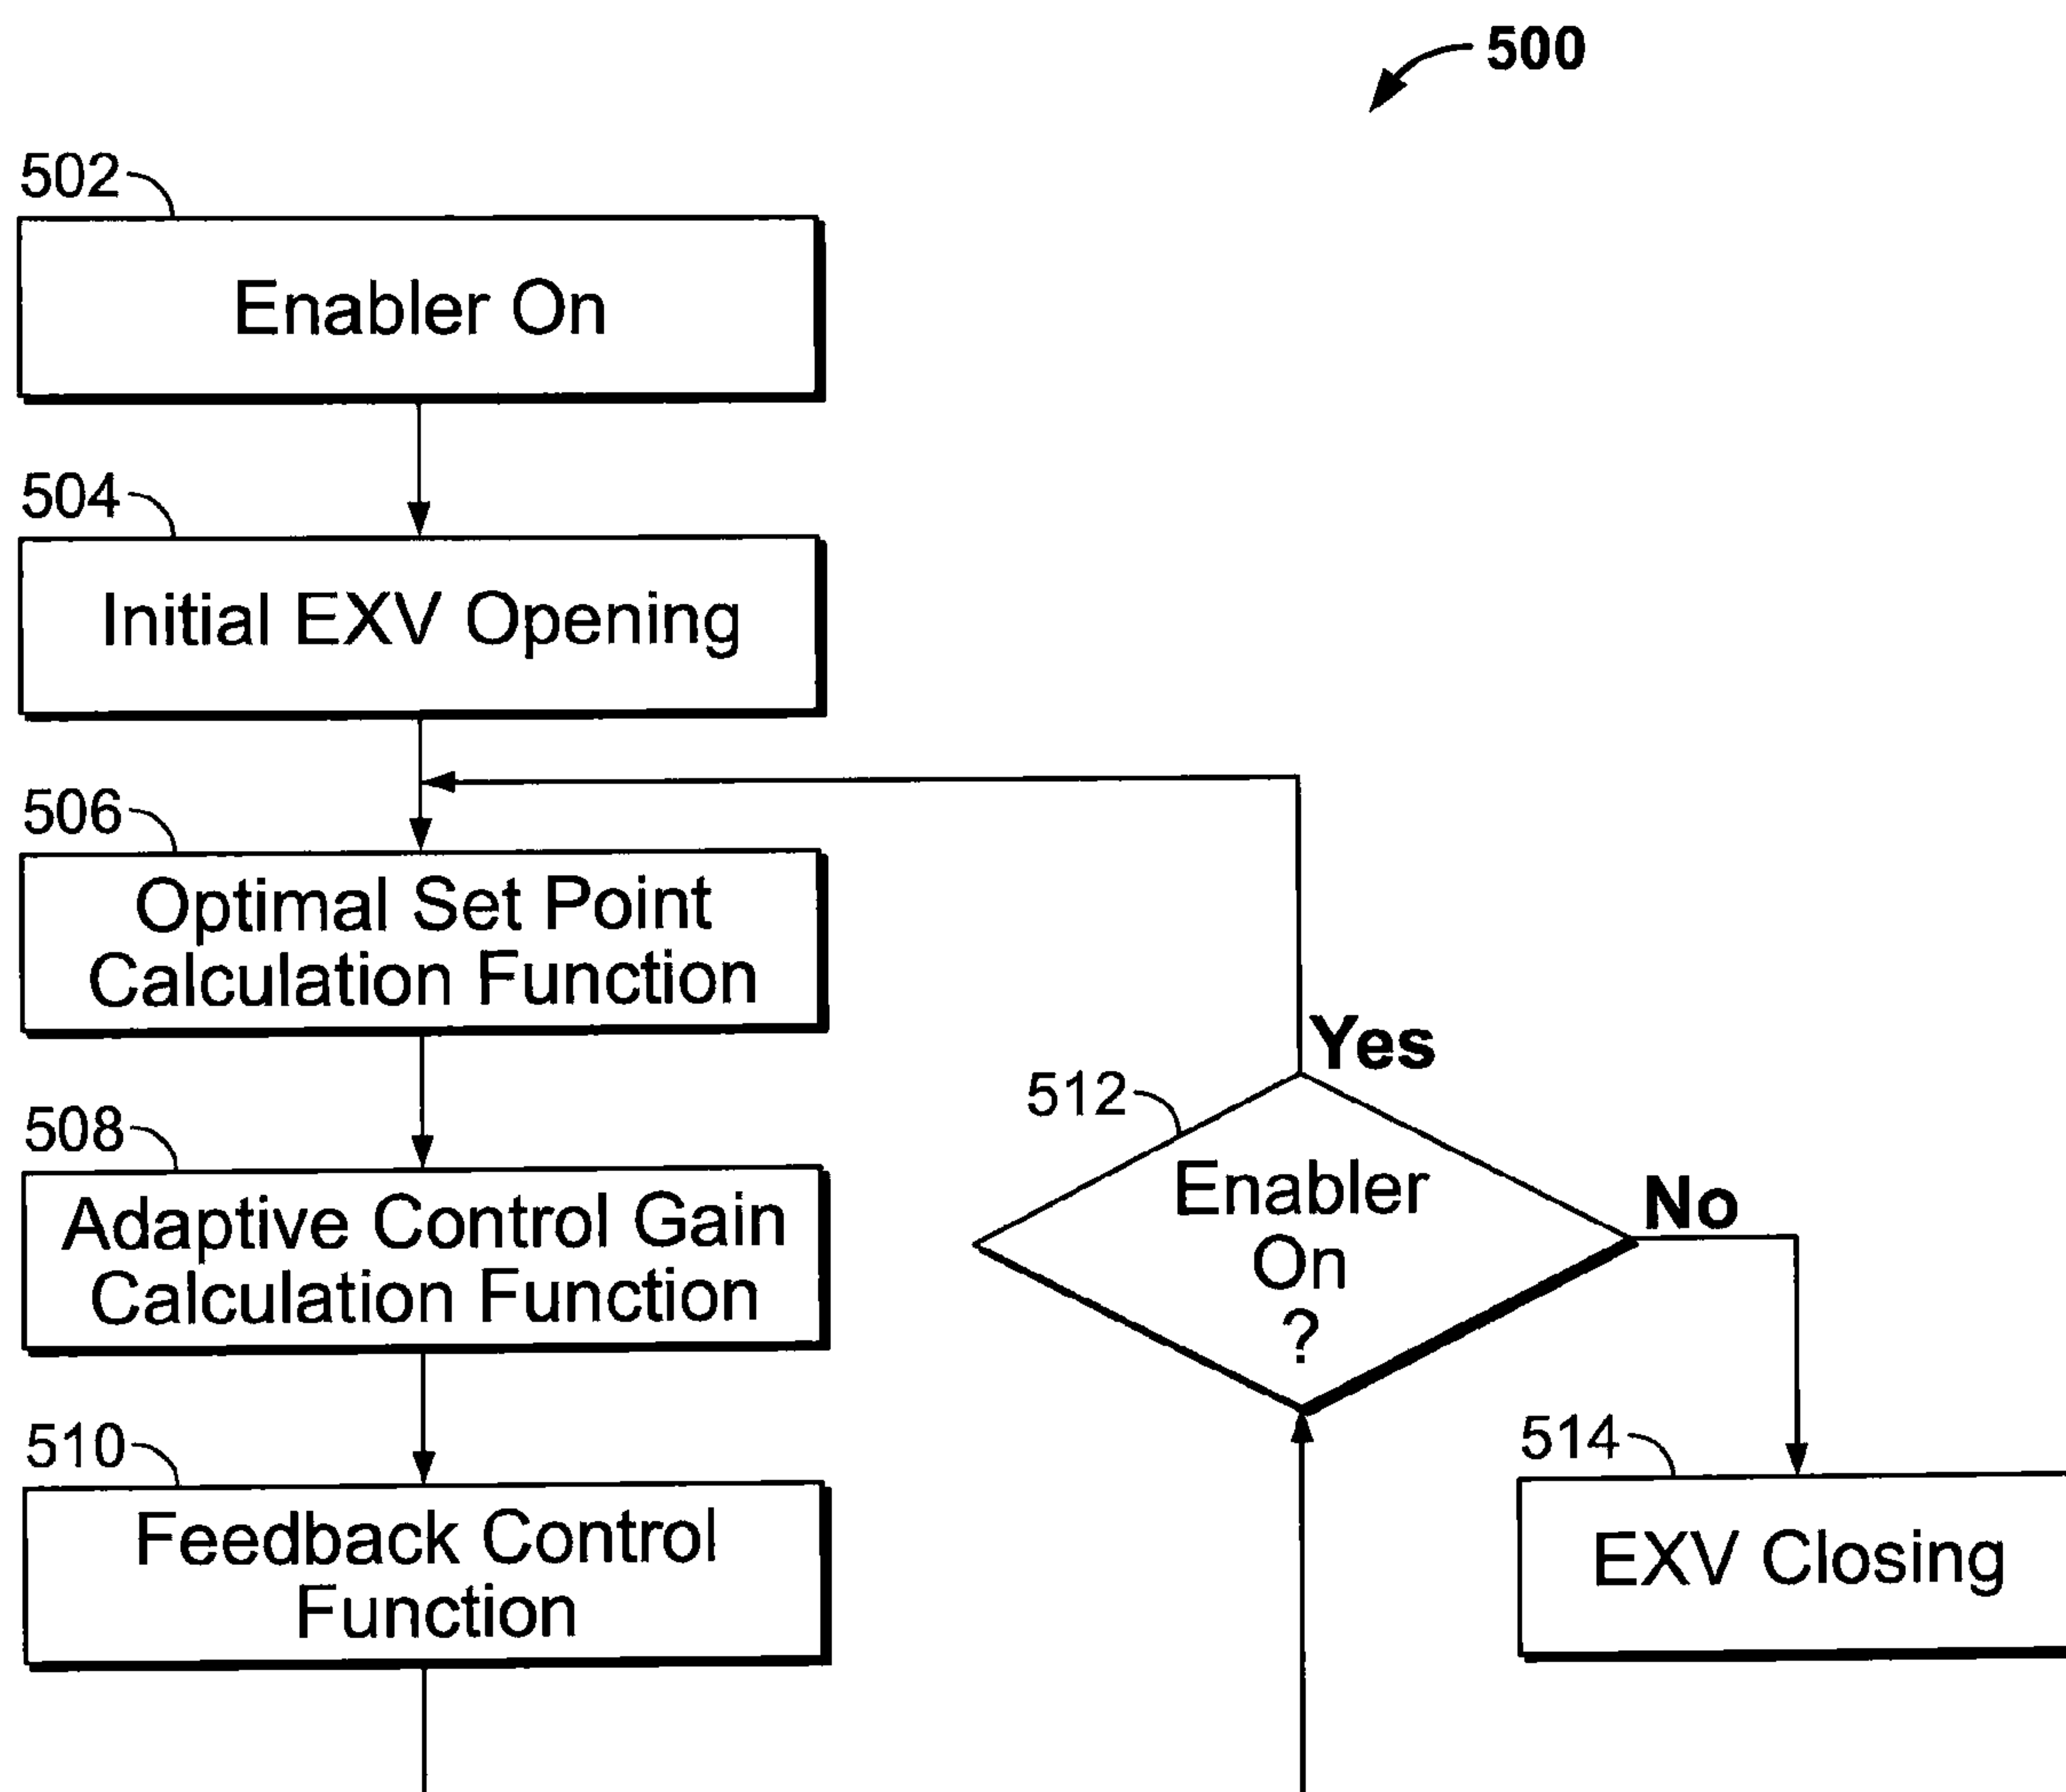 500
502
Enabler On
504
Initial EXV Opening
506
Optimal Set Point
Calculation Function
508
Adaptive Control Gain
Calculation Function
510
Feedback Control
Function
Yes
512
Enabler
On
?
No
514
EXV Closing